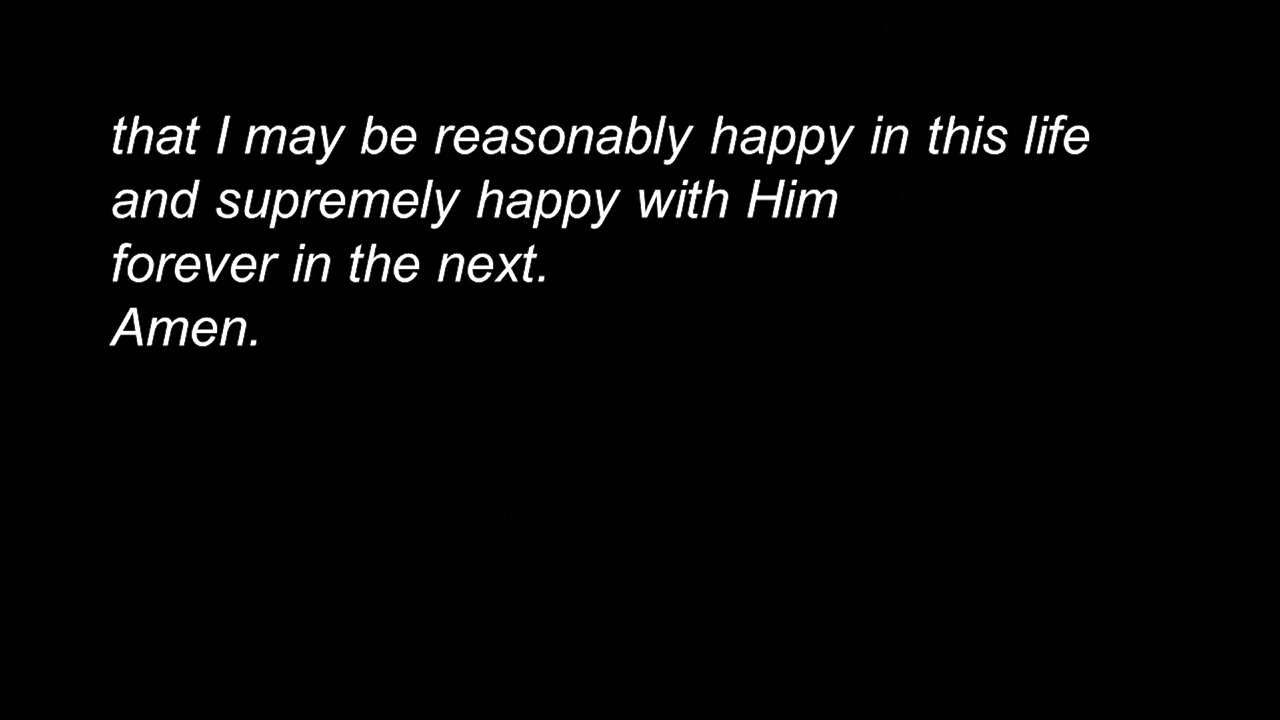 that I may be reasonably happy in this life
and supremely happy with Him
forever in the next.
Amen.